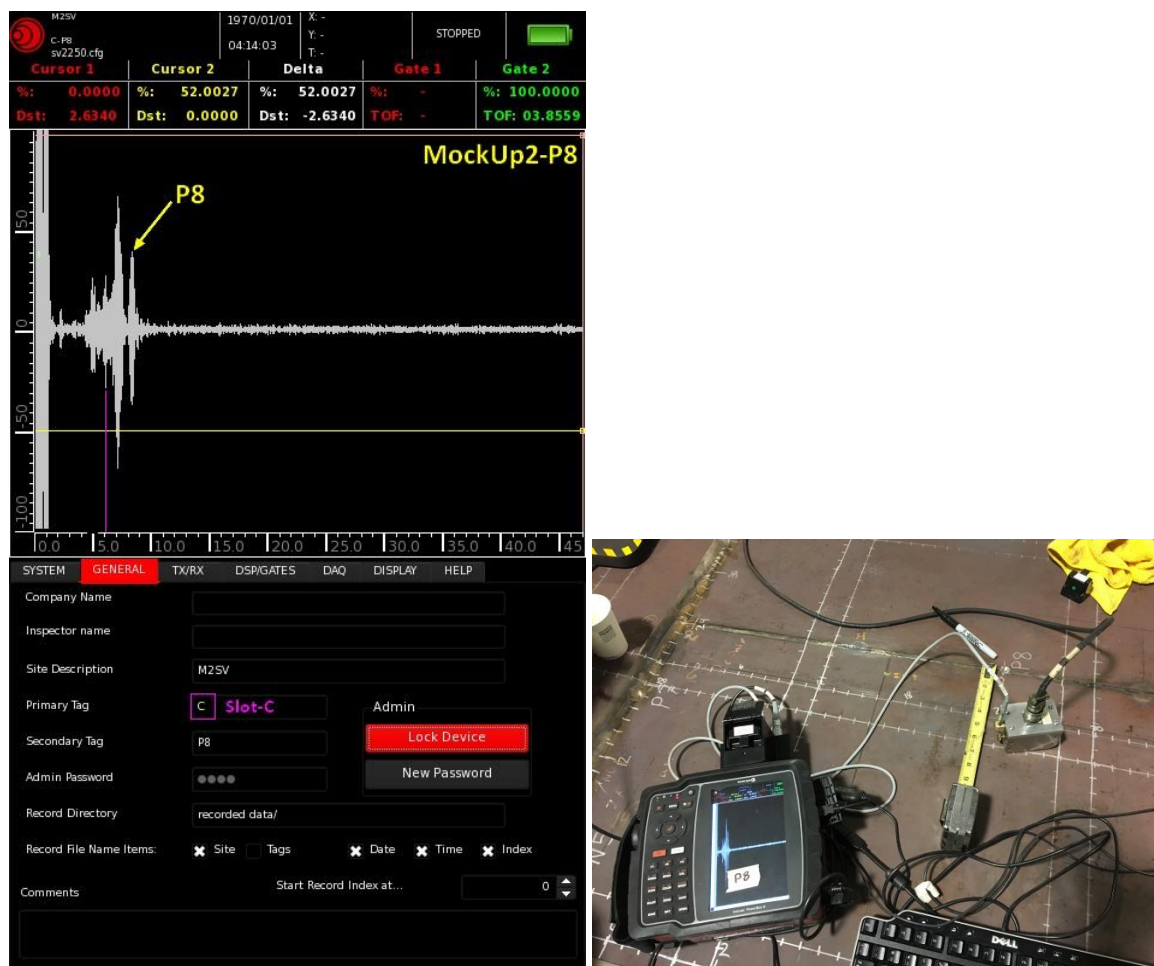 M2SV
C-P8
sv2250.cfg
1970/01/01
04:14:03
X: -
Y: -
T: -
STOPPED
Cursor 1 Cursor 2 Delta Gate 1 Gate 2
%: 0.0000 %: 52.0027 %: 52.0027 %: - %: 100.0000
Dst: 2.6340 Dst: 0.0000 Dst: -2.6340 TOF: - TOF: 03.8559
MockUp2-P8
P8
50
0
-50
-100
0.0 5.0 10.0 15.0 20.0 25.0 30.0 35.0 40.0 45
SYSTEM GENERAL TX/RX DSP/GATES DAQ DISPLAY HELP
Company Name
Inspector name
Site Description M2SV
Primary Tag C Slot-C
Admin
Lock Device
Secondary Tag P8
New Password
Admin Password
Record Directory recorded data/
Record File Name Items: Site Tags Date Time Index
Start Record Index at... 0
Comments
P8
P8
DELL